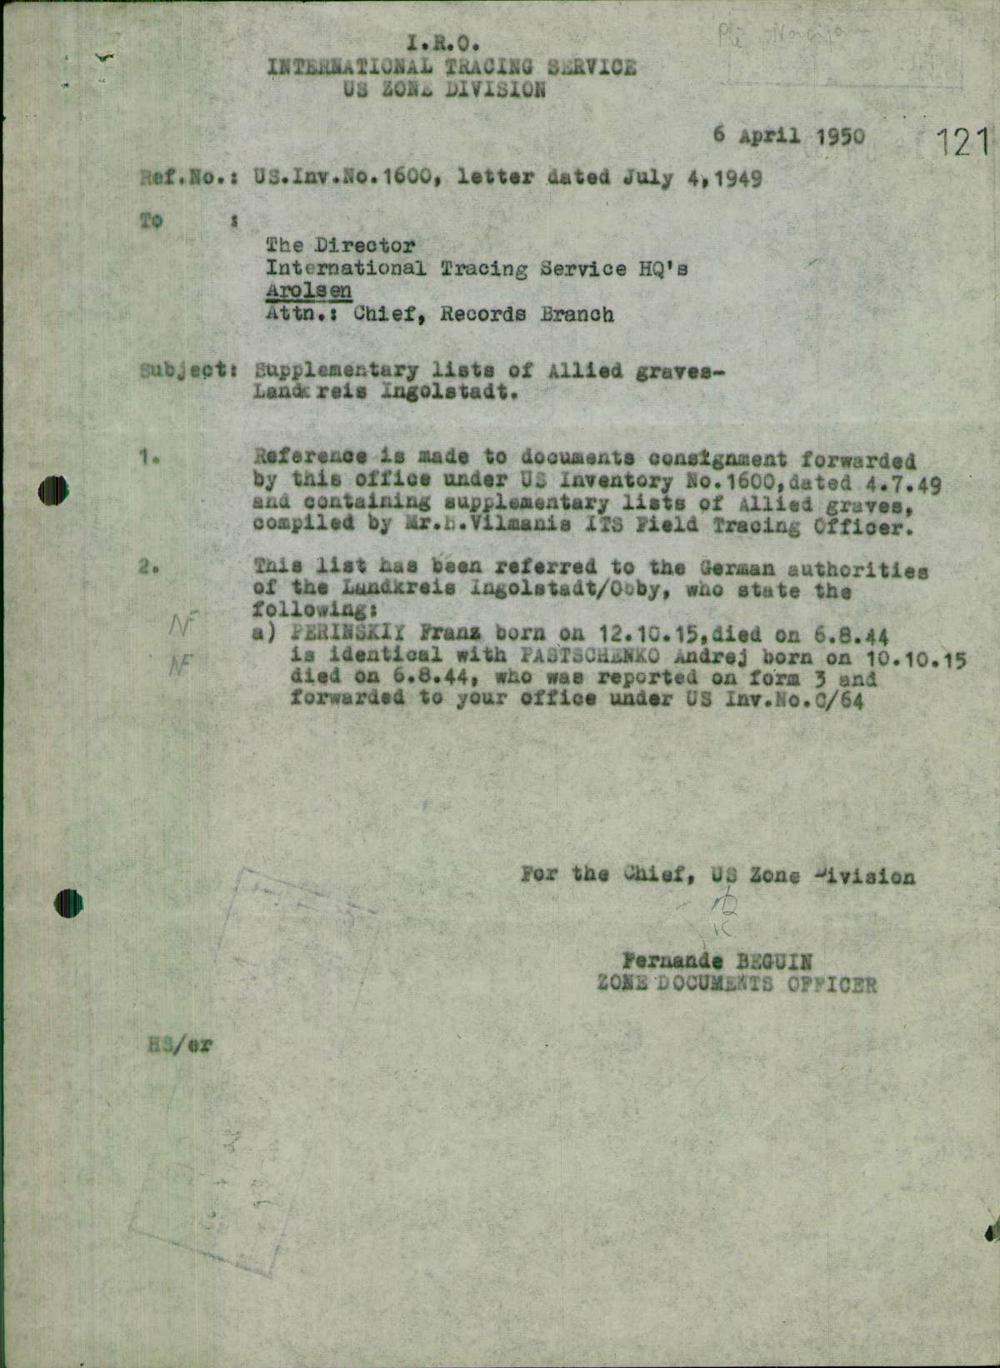 I.R.O.
INTERNATIONAL TRACING SERVICE
US ZONE DIVISION
6 April 1950
121
Ref.No.: US.Inv.No.1600, letter dated July 4,1949
To :
The Director
International Tracing Service HQ's
Arolsen
Attn.: Chief, Records Branch
Subject: Supplementary lists of Allied graves-
Landkreis Ingolstadt.
1. Reference is made to documents consignment forwarded
by this office under US Inventory No.1600,dated 4.7.49
and containing supplementary lists of Allied graves,
compiled by Mr. Vilmanis ITS Field Tracing Officer.
2. This list has been referred to the German authorities
of the Landkreis Ingolstadt/Ooby, who state the
following:
NF a) PERINSKIY Franz born on 12.10.15,died on 6.8.44
NF is identical with PASTSCHENKO Andrej born on 10.10.15
died on 6.8.44, who was reported on form 3 and
forwarded to your office under US Inv.No.C/64
For the Chief, US Zone Division
Fernande BEGUIN
ZONE DOCUMENTS OFFICER
HS/er